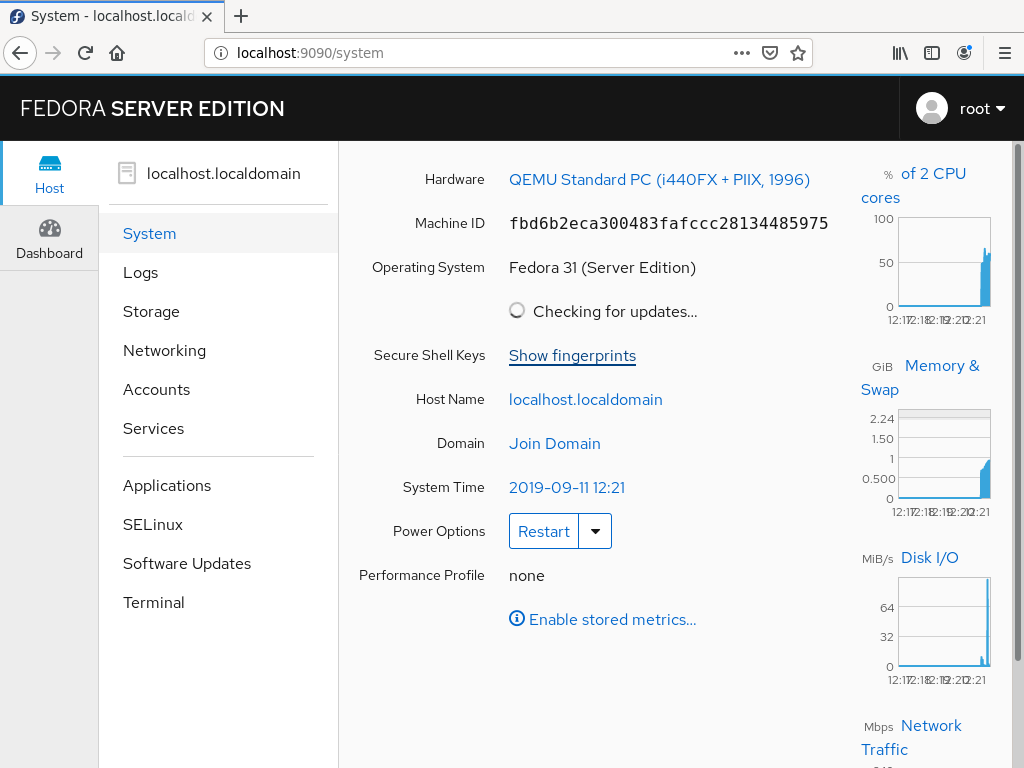 System - localhost.locald
localhost:9090/system
FEDORA SERVER EDITION
root
Host
Dashboard
localhost.localdomain
System
Logs
Storage
Networking
Accounts
Services
Applications
SELinux
Software Updates
Terminal
Hardware QEMU Standard PC (i440FX + PIIX, 1996)
Machine ID fbd6b2eca300483fafccc28134485975
Operating System Fedora 31 (Server Edition)
Checking for updates...
Secure Shell Keys Show fingerprints
Host Name localhost.localdomain
Domain Join Domain
System Time 2019-09-11 12:21
Power Options Restart
Performance Profile none
Enable stored metrics...
% of 2 CPU
cores
100
50
0
12:17 12:18 12:19 12:20 12:21
GiB Memory &
Swap
2.24
1.50
1
0.500
0
12:17 12:18 12:19 12:20 12:21
MiB/s Disk I/O
64
32
0
12:17 12:18 12:19 12:20 12:21
Mbps Network
Traffic